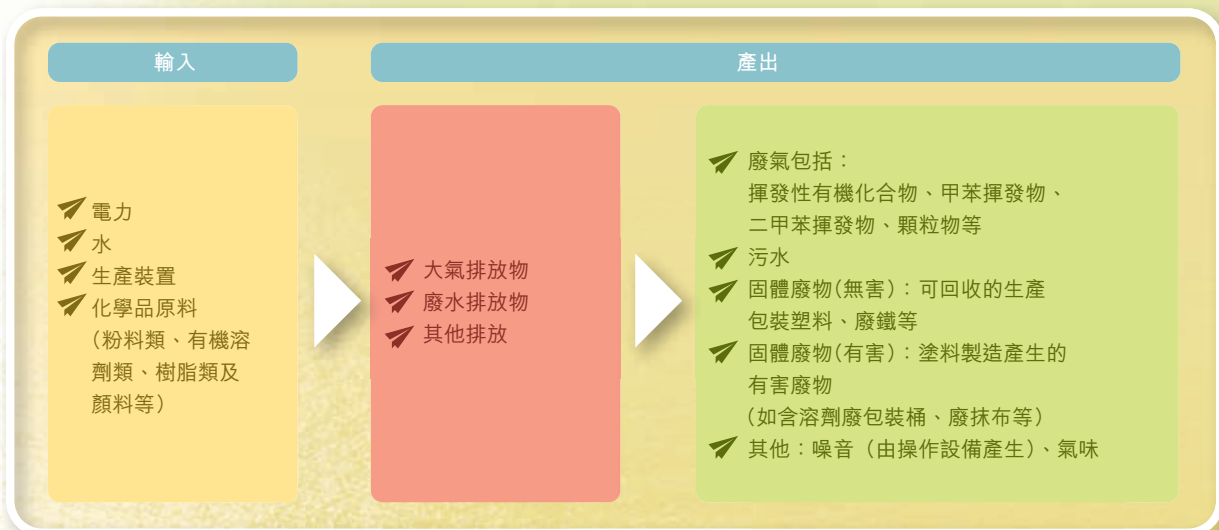 輸入
產出
電力
水
生產裝置
化學品原料
（粉料類、有機溶
劑類、樹脂類及
顏料等）
大氣排放物
廢水排放物
其他排放
廢氣包括：
揮發性有機化合物、甲苯揮發物、
二甲苯揮發物、顆粒物等
污水
固體廢物(無害)：可回收的生產
包裝塑料、廢鐵等
固體廢物(有害)：塗料製造產生的
有害廢物
（如含溶劑廢包裝桶、廢抹布等）
其他：噪音（由操作設備產生）、氣味